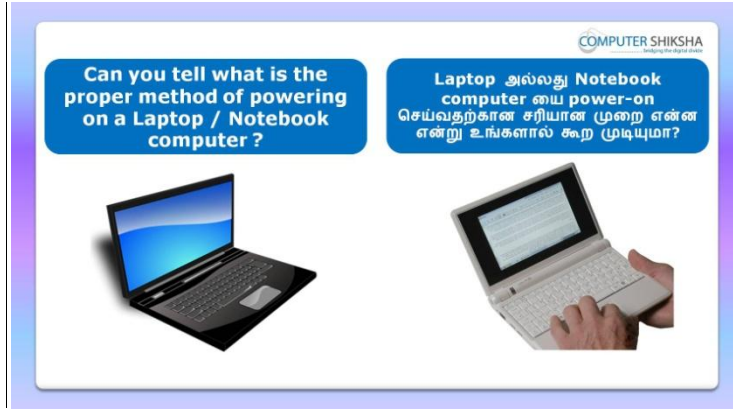 COMPUTER SHIKSHA
... bridging the digital divide
Can you tell what is the
proper method of powering
on a Laptop / Notebook
computer ?
Laptop அல்லது Notebook
computer யை power-on
செய்வதற்கான சரியான முறை என்ன
என்று உங்களால் கூற முடியுமா?